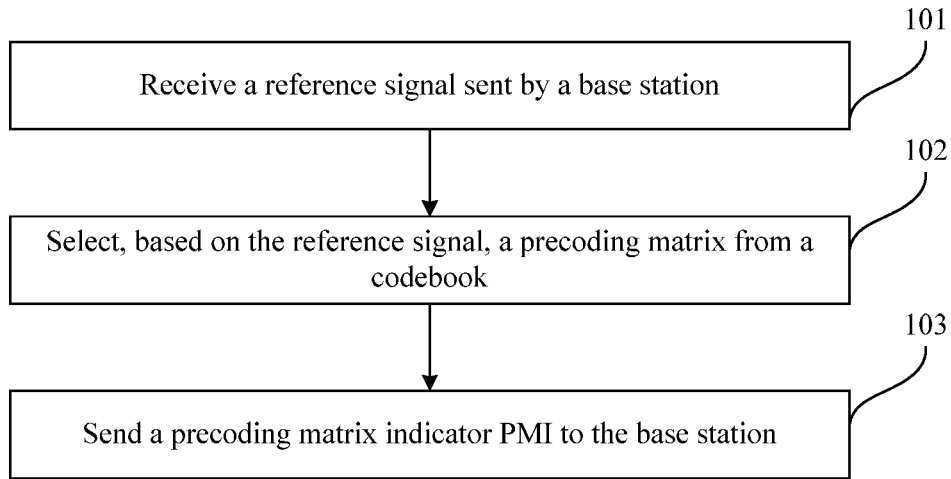 101
Receive a reference signal sent by a base station
102
Select, based on the reference signal, a precoding matrix from a
codebook
103
Send a precoding matrix indicator PMI to the base station